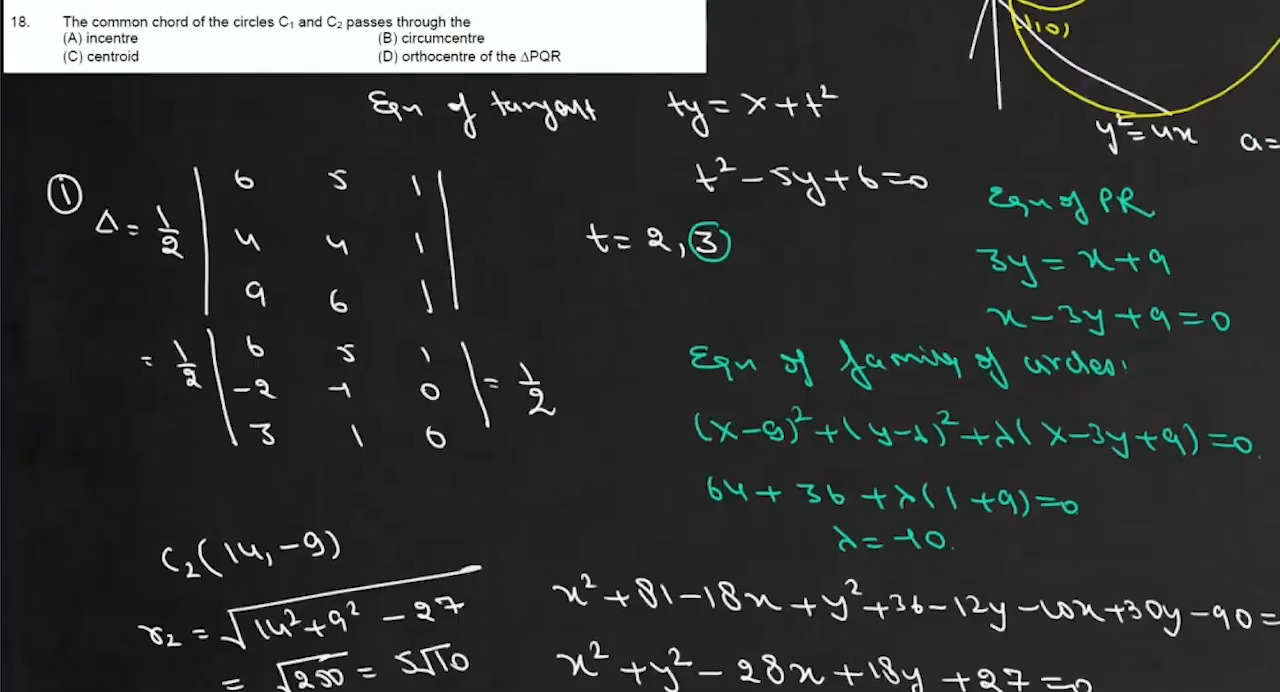 18. The common chord of the circles C₁ and C₂ passes through the
(A) incentre (B) circumcentre
(C) centroid (D) orthocentre of the ΔPQR
Eqn of tangent ty = x + t²
y² = 4x a =
t² - 5y + 6 = 0
t = 2, 3
① Δ = 1/2 | 6 5 1 |
| 4 4 1 |
| 9 6 1 |
= 1/2 | 6 5 1 |
| -2 -1 0 | = 1/2
| 3 1 0 |
Eqn of PR
3y = x + 9
x - 3y + 9 = 0
Eqn of family of circles:
(x-9)² + (y-6)² + λ(x-3y+9) = 0
64 + 36 + λ(1+9) = 0
λ = -10.
C₂(14, -9)
r₂ = √(14² + 9² - 27)
= √250 = 5√10
x² + 81 - 18x + y² + 36 - 12y - 10x + 30y - 90 =
x² + y² - 28x + 18y + 27 = 0